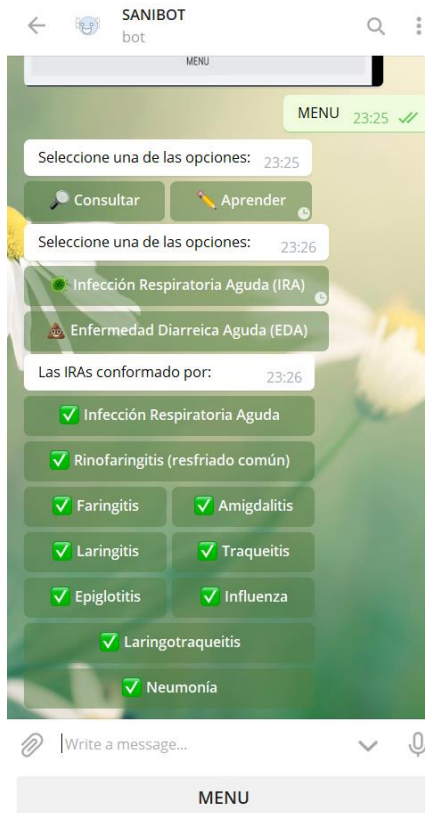 SANIBOT
bot
MENU
MENU 23:25
Seleccione una de las opciones: 23:25
Consultar
Aprender
Seleccione una de las opciones: 23:26
Infección Respiratoria Aguda (IRA)
Enfermedad Diarreica Aguda (EDA)
Las IRAs conformado por: 23:26
Infección Respiratoria Aguda
Rinofaringitis (resfriado común)
Faringitis
Amigdalitis
Laringitis
Traqueitis
Epiglotitis
Influenza
Laringotraqueitis
Neumonía
Write a message...
MENU